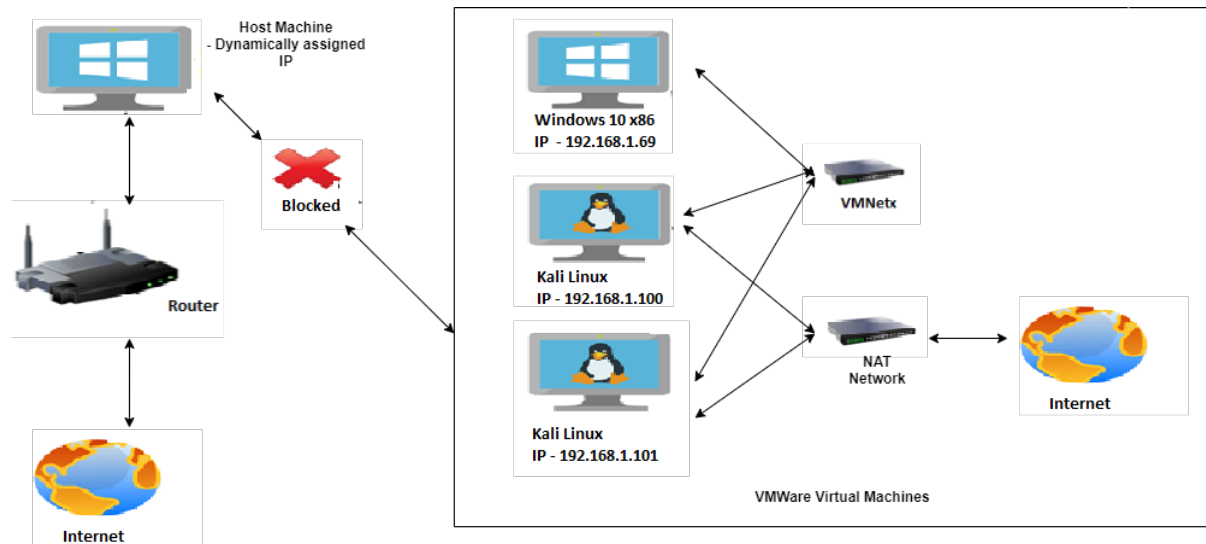 Host Machine
- Dynamically assigned
IP
Blocked
Router
Internet
Windows 10 x86
IP - 192.168.1.69
Kali Linux
IP - 192.168.1.100
Kali Linux
IP - 192.168.1.101
VMNetx
NAT
Network
Internet
VMWare Virtual Machines